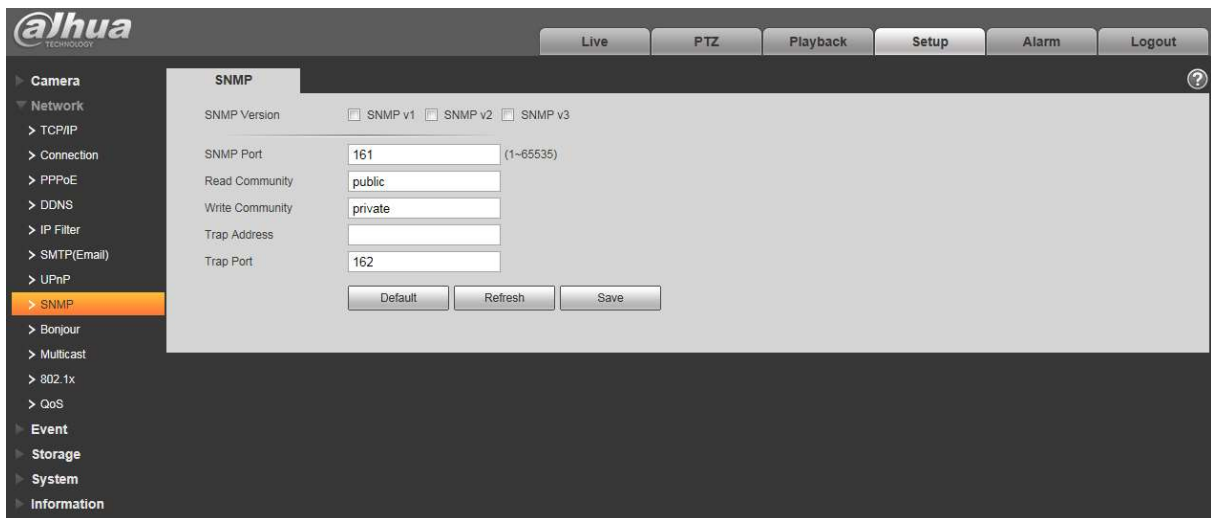 alhua
TECHNOLOGY
Live PTZ Playback Setup Alarm Logout
Camera
Network
> TCP/IP
> Connection
> PPPoE
> DDNS
> IP Filter
> SMTP(Email)
> UPnP
> SNMP
> Bonjour
> Multicast
> 802.1x
> QoS
Event
Storage
System
Information
SNMP ?
SNMP Version SNMP v1 SNMP v2 SNMP v3
SNMP Port 161 (1~65535)
Read Community public
Write Community private
Trap Address
Trap Port 162
Default Refresh Save